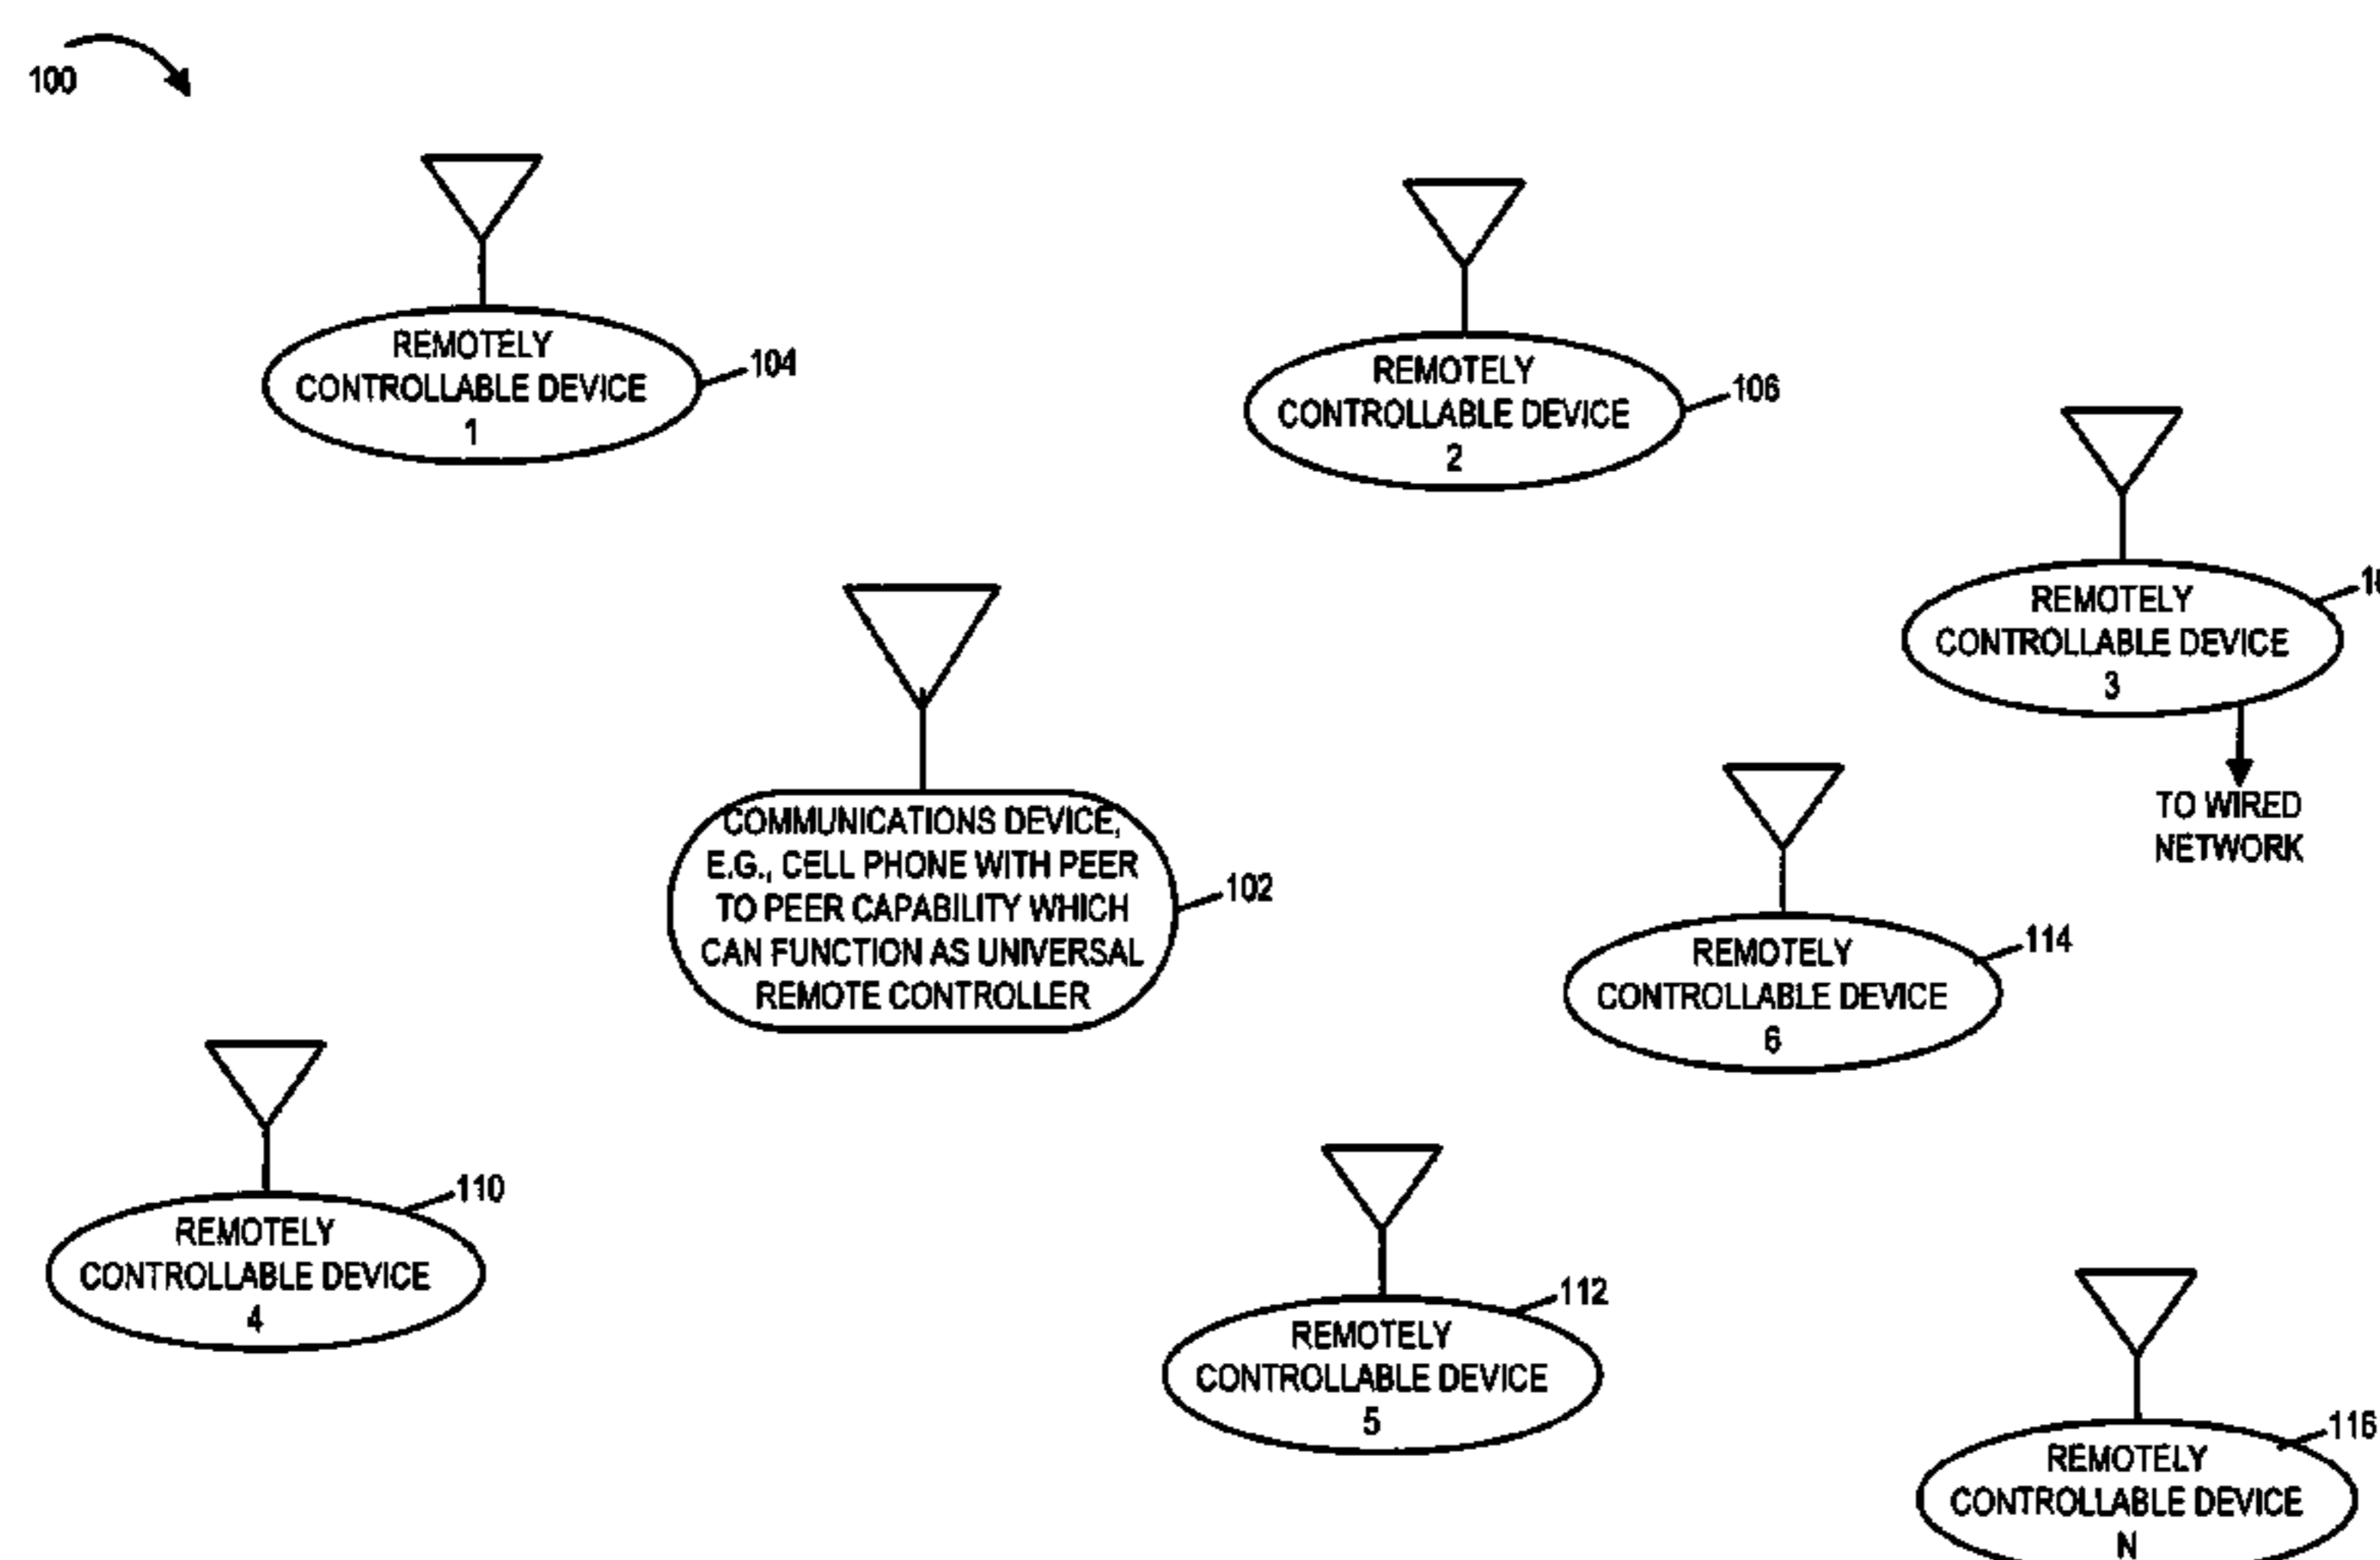 100
REMOTELY
CONTROLLABLE DEVICE
1
104
REMOTELY
CONTROLLABLE DEVICE
2
106
REMOTELY
CONTROLLABLE DEVICE
3
TO WIRED
NETWORK
COMMUNICATIONS DEVICE,
E.G., CELL PHONE WITH PEER
TO PEER CAPABILITY WHICH
CAN FUNCTION AS UNIVERSAL
REMOTE CONTROLLER
102
REMOTELY
CONTROLLABLE DEVICE
6
114
REMOTELY
CONTROLLABLE DEVICE
4
110
REMOTELY
CONTROLLABLE DEVICE
5
112
REMOTELY
CONTROLLABLE DEVICE
N
116